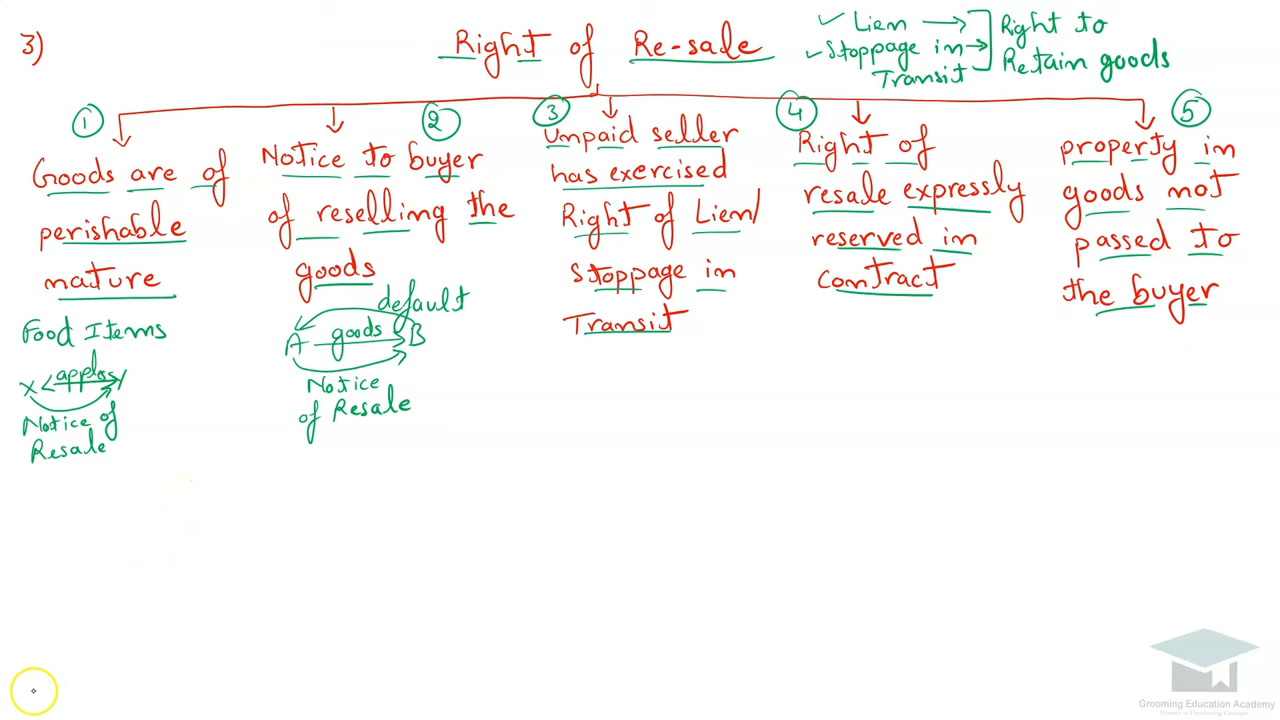 3)
Right of Re-sale
✓ Lien →
✓ Stoppage in →
Transit
Right to
Retain goods
①
Goods are of
perishable
nature
Food Items
X apples Y
Notice of
Resale
②
Notice to buyer
of reselling the
goods
default
A goods B
Notice
of Resale
③
Unpaid seller
has exercised
Right of Lien/
Stoppage in
Transit
④
Right of
resale expressly
reserved in
contract
⑤
property in
goods not
passed to
the buyer
Grooming Education Academy